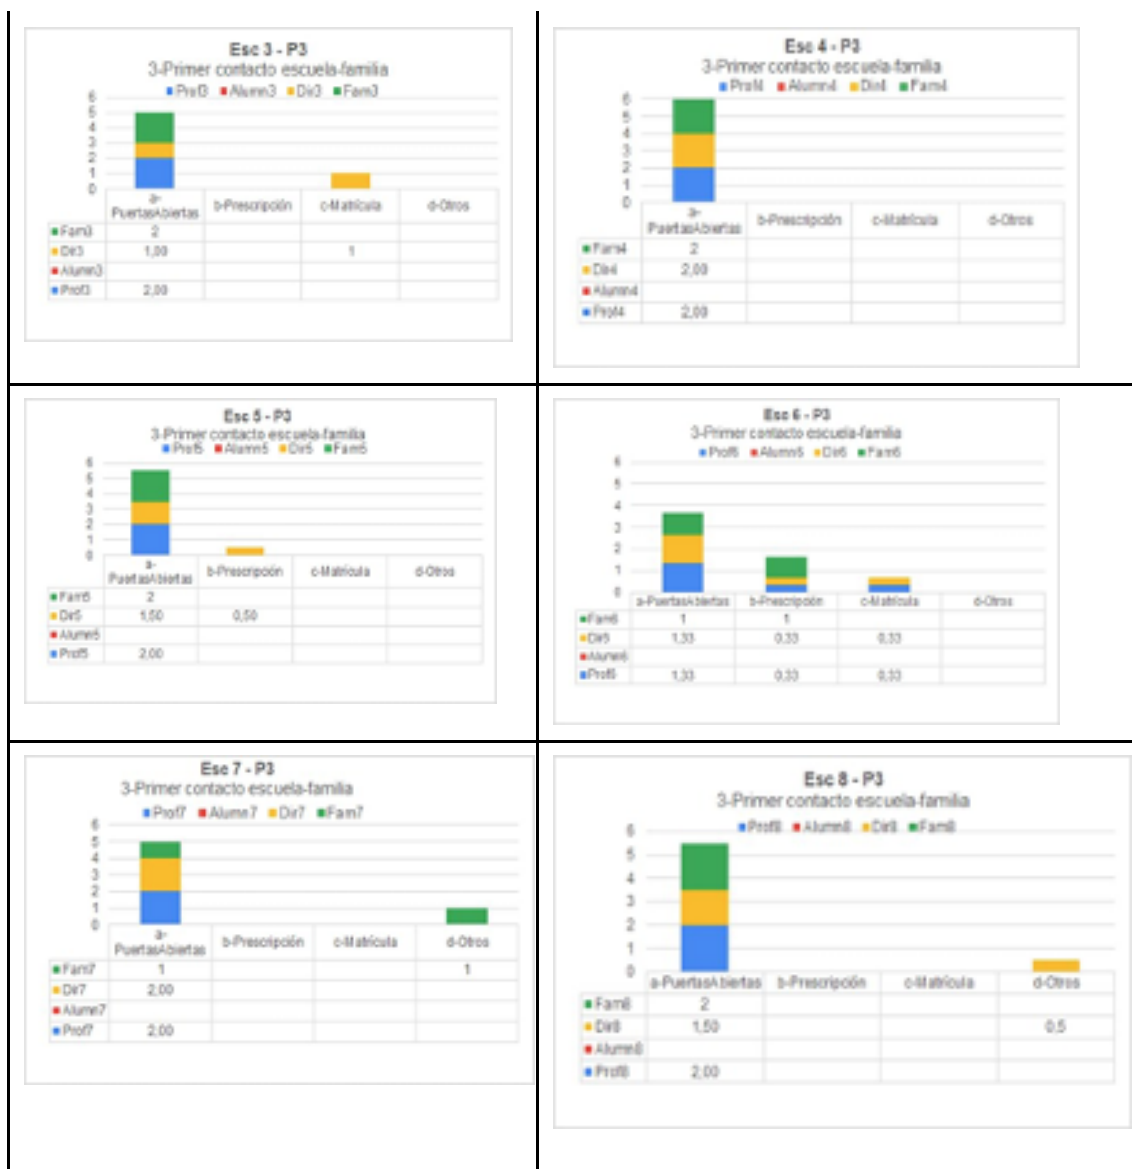 Esc 3 - P3
3-Primer contacto escuela-familia
Prof3 Alumn3 Dir3 Fam3
6
5
4
3
2
1
0
a-PuertasAbiertas b-Prescripción c-Matrícula d-Otros
Fam3 2
Dir3 1,00 1
Alumn3
Prof3 2,00
Esc 4 - P3
3-Primer contacto escuela-familia
Prof4 Alumn4 Dir4 Fam4
6
5
4
3
2
1
0
a-PuertasAbiertas b-Prescripción c-Matrícula d-Otros
Fam4 2
Dir4 2,00
Alumn4
Prof4 2,00
Esc 5 - P3
3-Primer contacto escuela-familia
Prof5 Alumn5 Dir5 Fam5
6
5
4
3
2
1
0
a-PuertasAbiertas b-Prescripción c-Matrícula d-Otros
Fam5 2
Dir5 1,50 0,50
Alumn5
Prof5 2,00
Esc 6 - P3
3-Primer contacto escuela-familia
Prof6 Alumn6 Dir6 Fam6
6
5
4
3
2
1
0
a-PuertasAbiertas b-Prescripción c-Matrícula d-Otros
Fam6 1 1
Dir6 1,33 0,33 0,33
Alumn6
Prof6 1,33 0,33 0,33
Esc 7 - P3
3-Primer contacto escuela-familia
Prof7 Alumn7 Dir7 Fam7
6
5
4
3
2
1
0
a-PuertasAbiertas b-Prescripción c-Matrícula d-Otros
Fam7 1 1
Dir7 2,00
Alumn7
Prof7 2,00
Esc 8 - P3
3-Primer contacto escuela-familia
Prof8 Alumn8 Dir8 Fam8
6
5
4
3
2
1
0
a-PuertasAbiertas b-Prescripción c-Matrícula d-Otros
Fam8 2
Dir8 1,50 0,5
Alumn8
Prof8 2,00